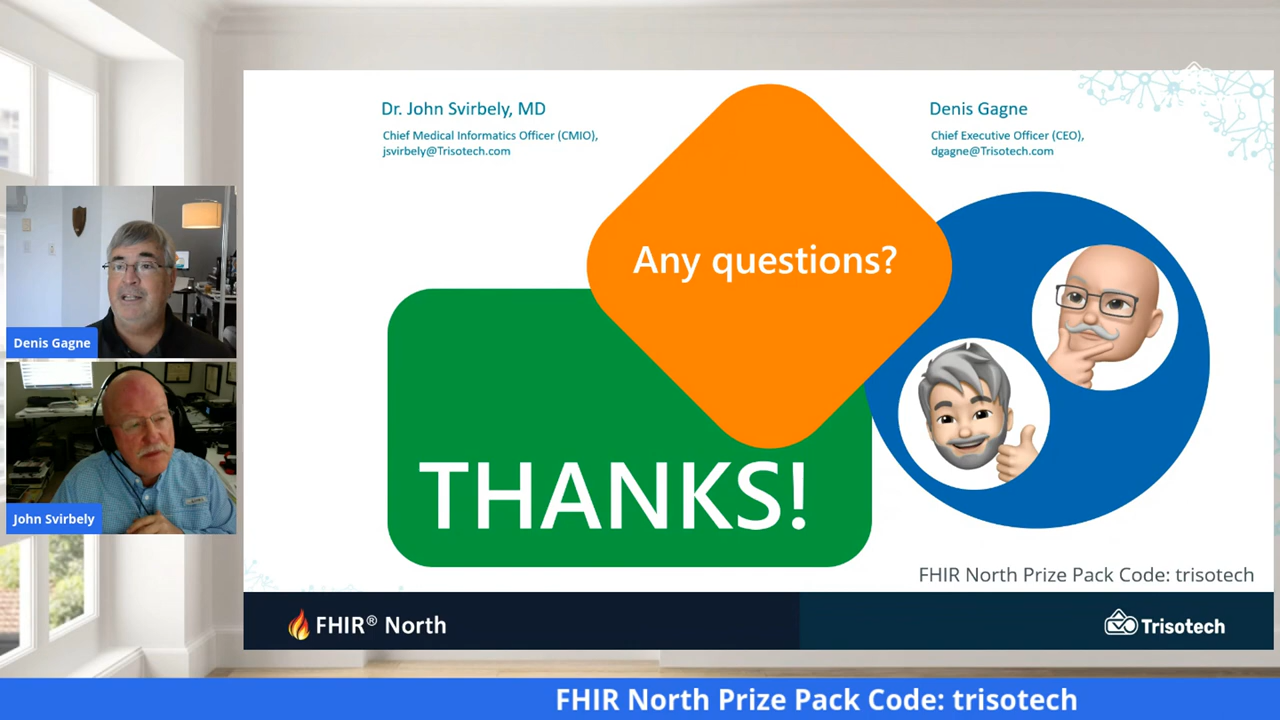 Dr. John Svirbely, MD
Chief Medical Informatics Officer (CMIO),
jsvirbely@Trisotech.com
Denis Gagne
Chief Executive Officer (CEO),
dgagne@Trisotech.com
Any questions?
THANKS!
Denis Gagne
John Svirbely
FHIR North Prize Pack Code: trisotech
FHIR® North
Trisotech
FHIR North Prize Pack Code: trisotech